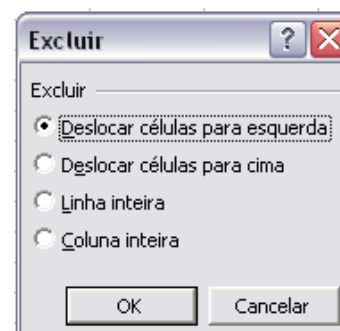 Excluir
?
Excluir
Deslocar células para esquerda
Deslocar células para cima
Linha inteira
Coluna inteira
OK
Cancelar